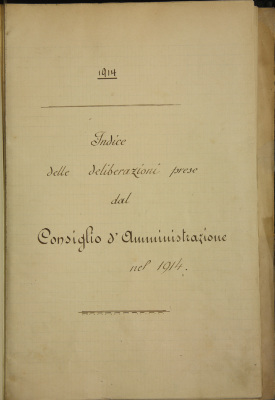 1914
Indice
delle deliberazioni prese
dal
Consiglio d'Amministrazione
nel 1914.